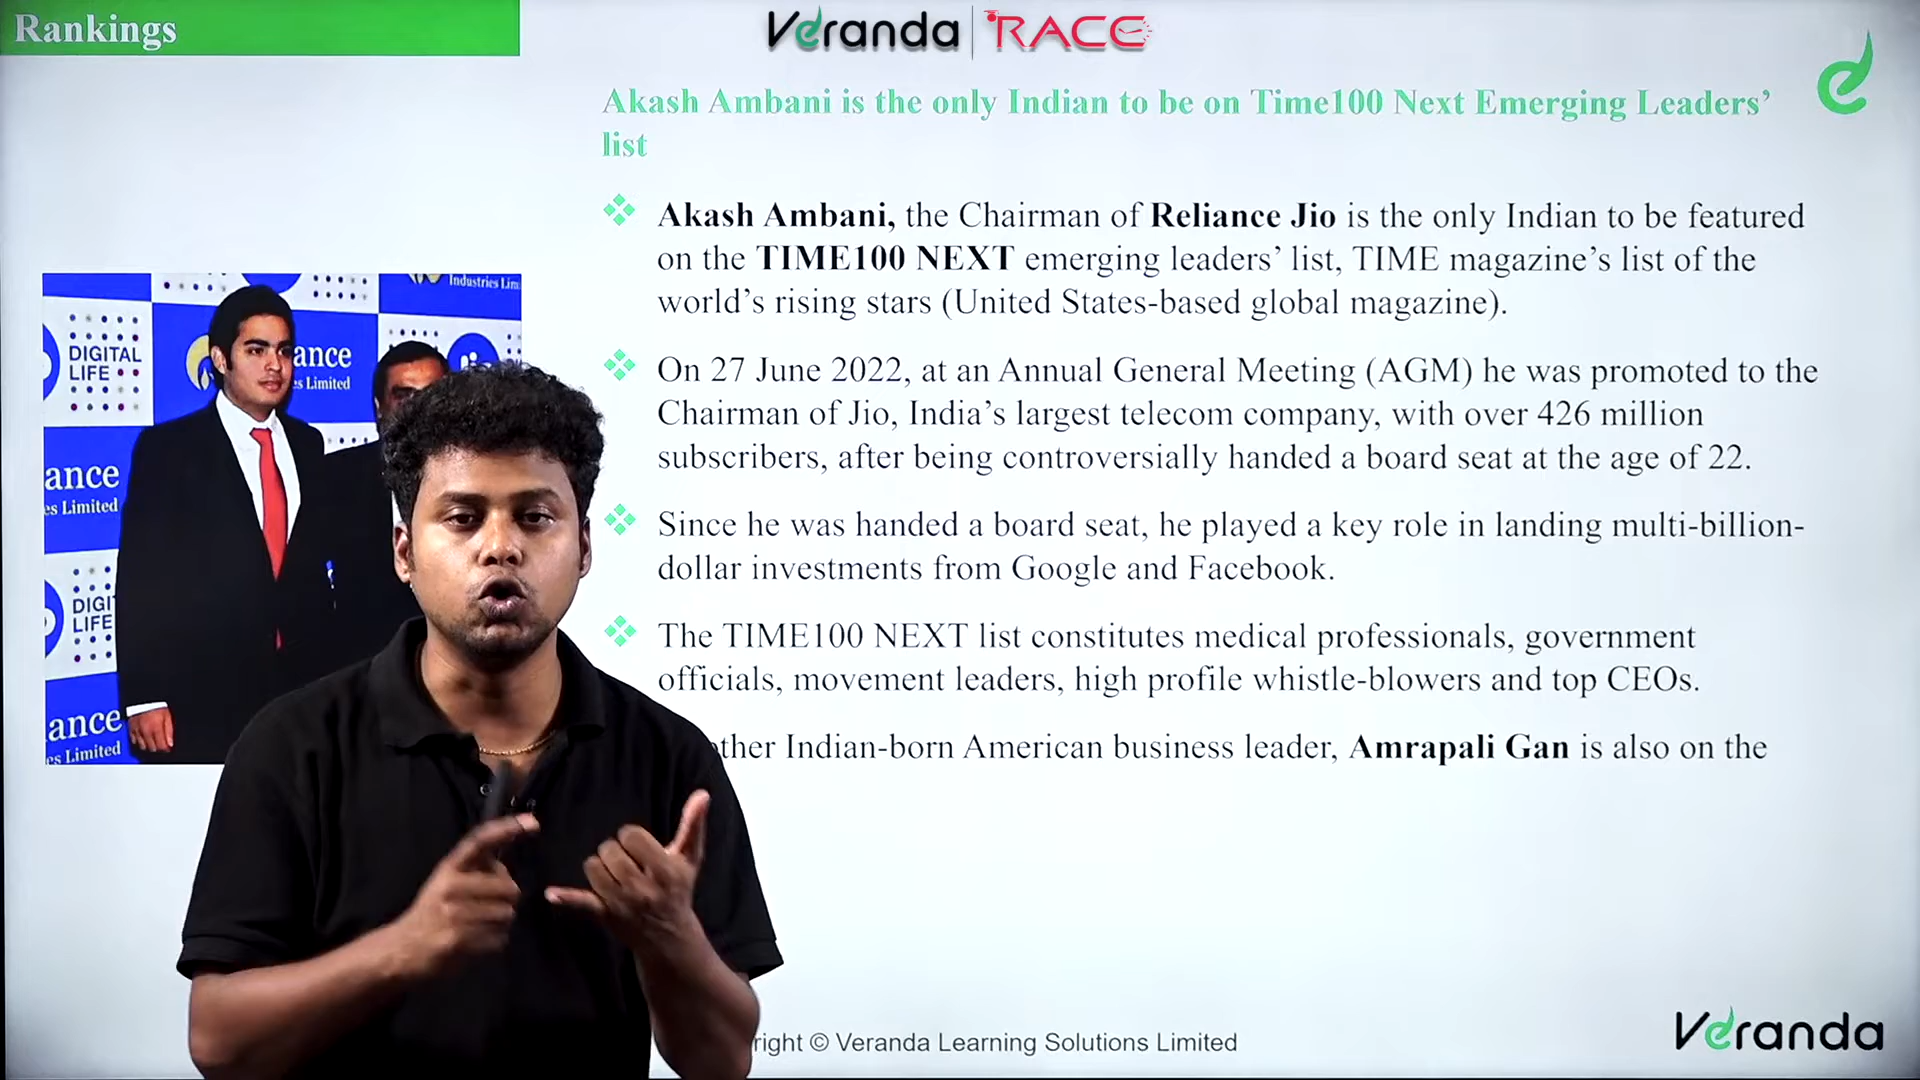 Rankings
Veranda RACE
Akash Ambani is the only Indian to be on Time100 Next Emerging Leaders’
list
Akash Ambani, the Chairman of Reliance Jio is the only Indian to be featured
on the TIME100 NEXT emerging leaders’ list, TIME magazine’s list of the
world’s rising stars (United States-based global magazine).
On 27 June 2022, at an Annual General Meeting (AGM) he was promoted to the
Chairman of Jio, India’s largest telecom company, with over 426 million
subscribers, after being controversially handed a board seat at the age of 22.
Since he was handed a board seat, he played a key role in landing multi-billion-
dollar investments from Google and Facebook.
The TIME100 NEXT list constitutes medical professionals, government
officials, movement leaders, high profile whistle-blowers and top CEOs.
ther Indian-born American business leader, Amrapali Gan is also on the
Industries Lim
DIGITAL
LIFE
ance
s Limited
ance
es Limited
DIGI
LIFE
ance
es Limited
right © Veranda Learning Solutions Limited
Veranda